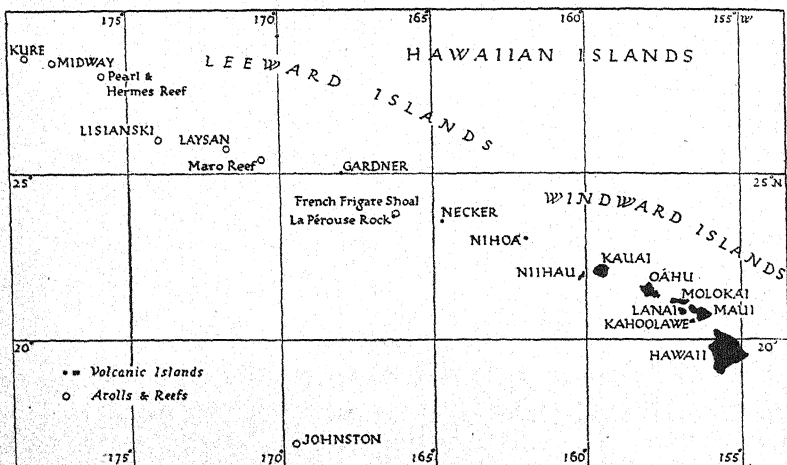 175°
170°
165°
160°
155° W
KURE
MIDWAY
Pearl &
Hermes Reef
LEEWARD ISLANDS
HAWAIIAN ISLANDS
LISIANSKI
LAYSAN
Maro Reef
GARDNER
25°
25° N
French Frigate Shoal
La Pérouse Rock
NECKER
NIHOA
WINDWARD ISLANDS
NIIHAU
KAUAI
OÁHU
MOLOKAI
LANAI
MAUI
KAHOOLAWE
HAWAII
20°
20°
Volcanic Islands
Atolls & Reefs
JOHNSTON
175°
170°
165°
160°
155°